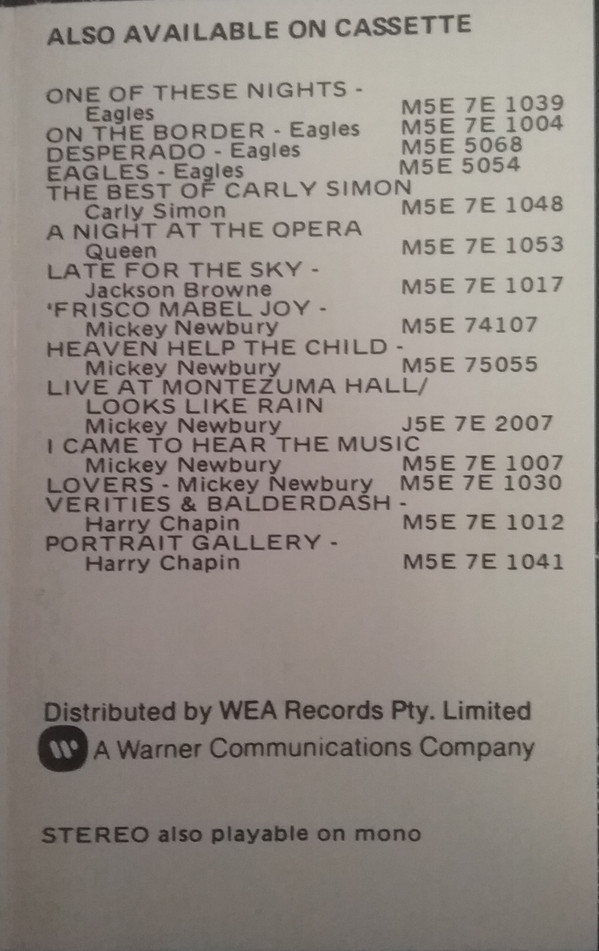 ALSO AVAILABLE ON CASSETTE
ONE OF THESE NIGHTS -
Eagles M5E 7E 1039
ON THE BORDER - Eagles M5E 7E 1004
DESPERADO - Eagles M5E 5068
EAGLES - Eagles M5E 5054
THE BEST OF CARLY SIMON
Carly Simon M5E 7E 1048
A NIGHT AT THE OPERA
Queen M5E 7E 1053
LATE FOR THE SKY -
Jackson Browne M5E 7E 1017
'FRISCO MABEL JOY -
Mickey Newbury M5E 74107
HEAVEN HELP THE CHILD -
Mickey Newbury M5E 75055
LIVE AT MONTEZUMA HALL/
LOOKS LIKE RAIN
Mickey Newbury J5E 7E 2007
I CAME TO HEAR THE MUSIC
Mickey Newbury M5E 7E 1007
LOVERS - Mickey Newbury M5E 7E 1030
VERITIES & BALDERDASH -
Harry Chapin M5E 7E 1012
PORTRAIT GALLERY -
Harry Chapin M5E 7E 1041
Distributed by WEA Records Pty. Limited
A Warner Communications Company
STEREO also playable on mono